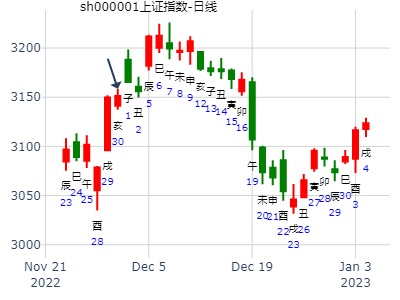 sh000001上证指数-日线
3200
3150
3100
3050
3000
辰
23
巳
24
午
25
酉
28
戌
29
亥
30
子
1
丑
2
辰
5
巳
6
午
7
未
8
申
9
亥
12
子
13
丑
14
寅
15
卯
16
午
19
未
20
申
21
酉
22
戌
23
丑
26
寅
27
卯
28
辰
29
巳
30
酉
3
戌
4
Nov 21
2022
Dec 5
Dec 19
Jan 3
2023